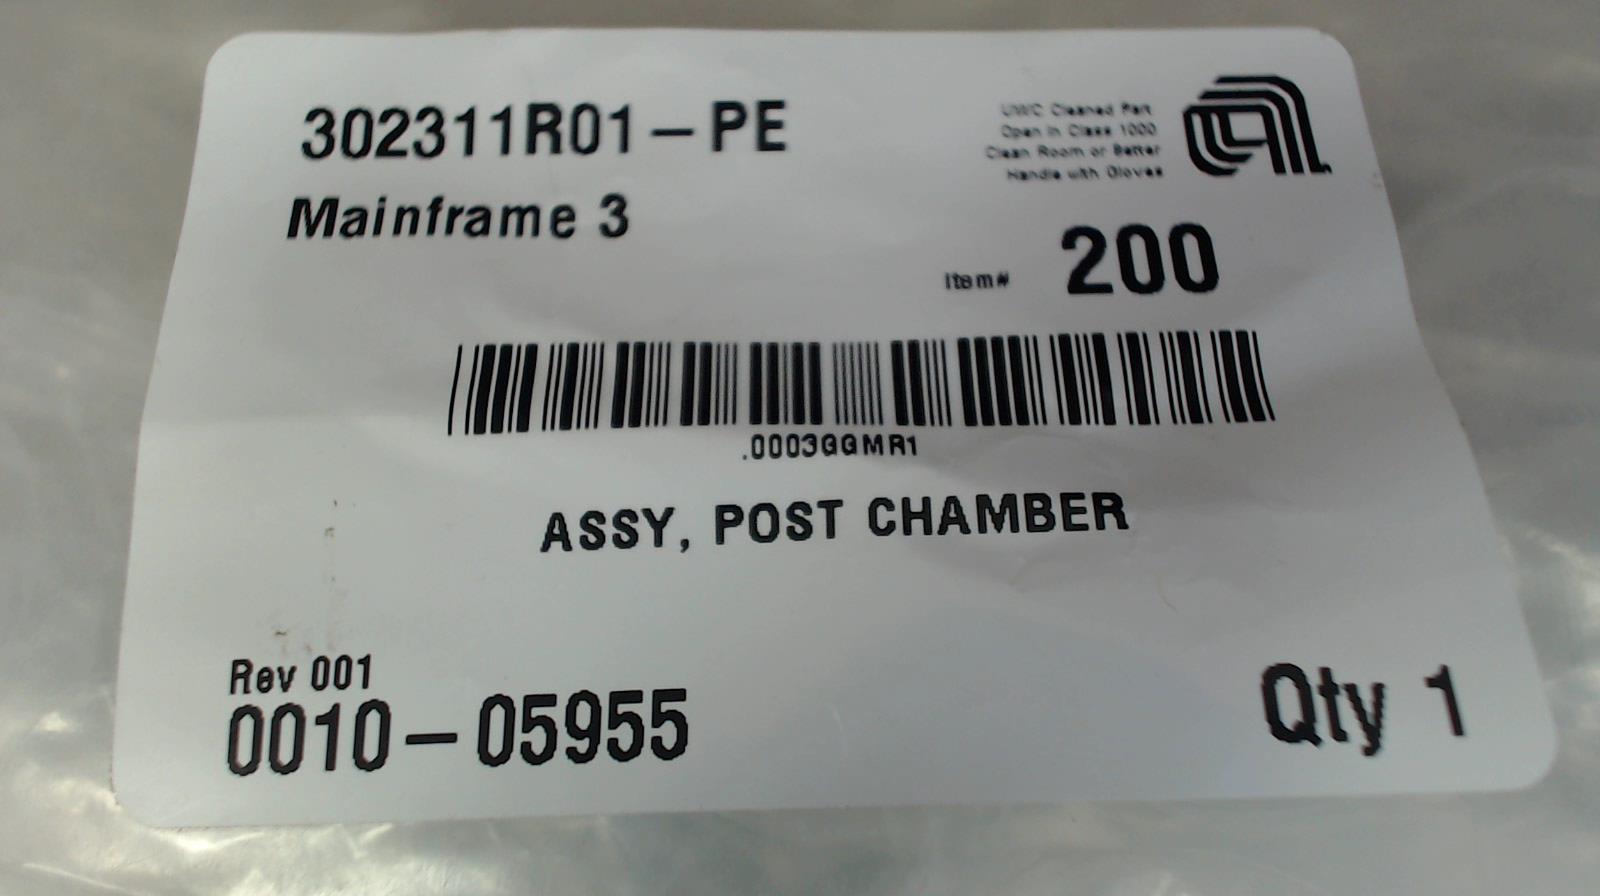 302311R01-PE
Mainframe 3
UWC Cleaned Part
Open in Class 1000
Clean Room or Better
Handle with Gloves
Item# 200
.0003GGMR1
ASSY, POST CHAMBER
Rev 001
0010-05955
Qty 1